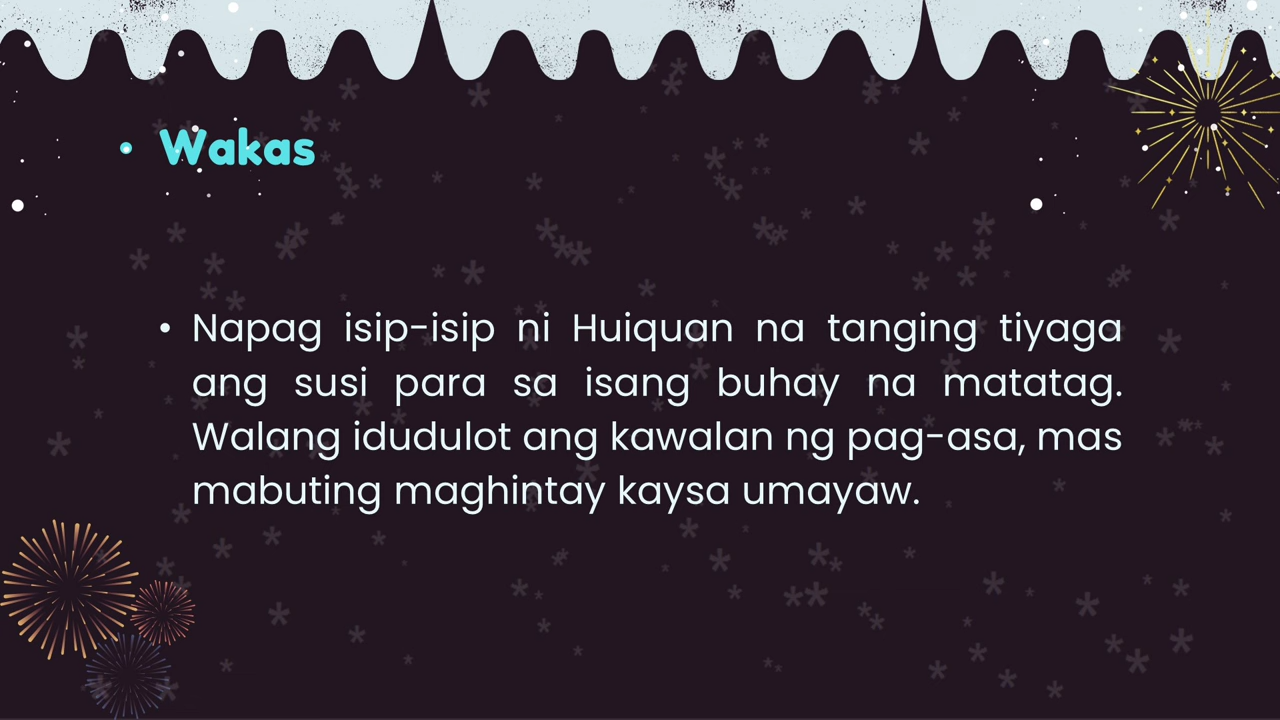 • Wakas
• Napag isip-isip ni Huiquan na tanging tiyaga
ang susi para sa isang buhay na matatag.
Walang idudulot ang kawalan ng pag-asa, mas
mabuting maghintay kaysa umayaw.